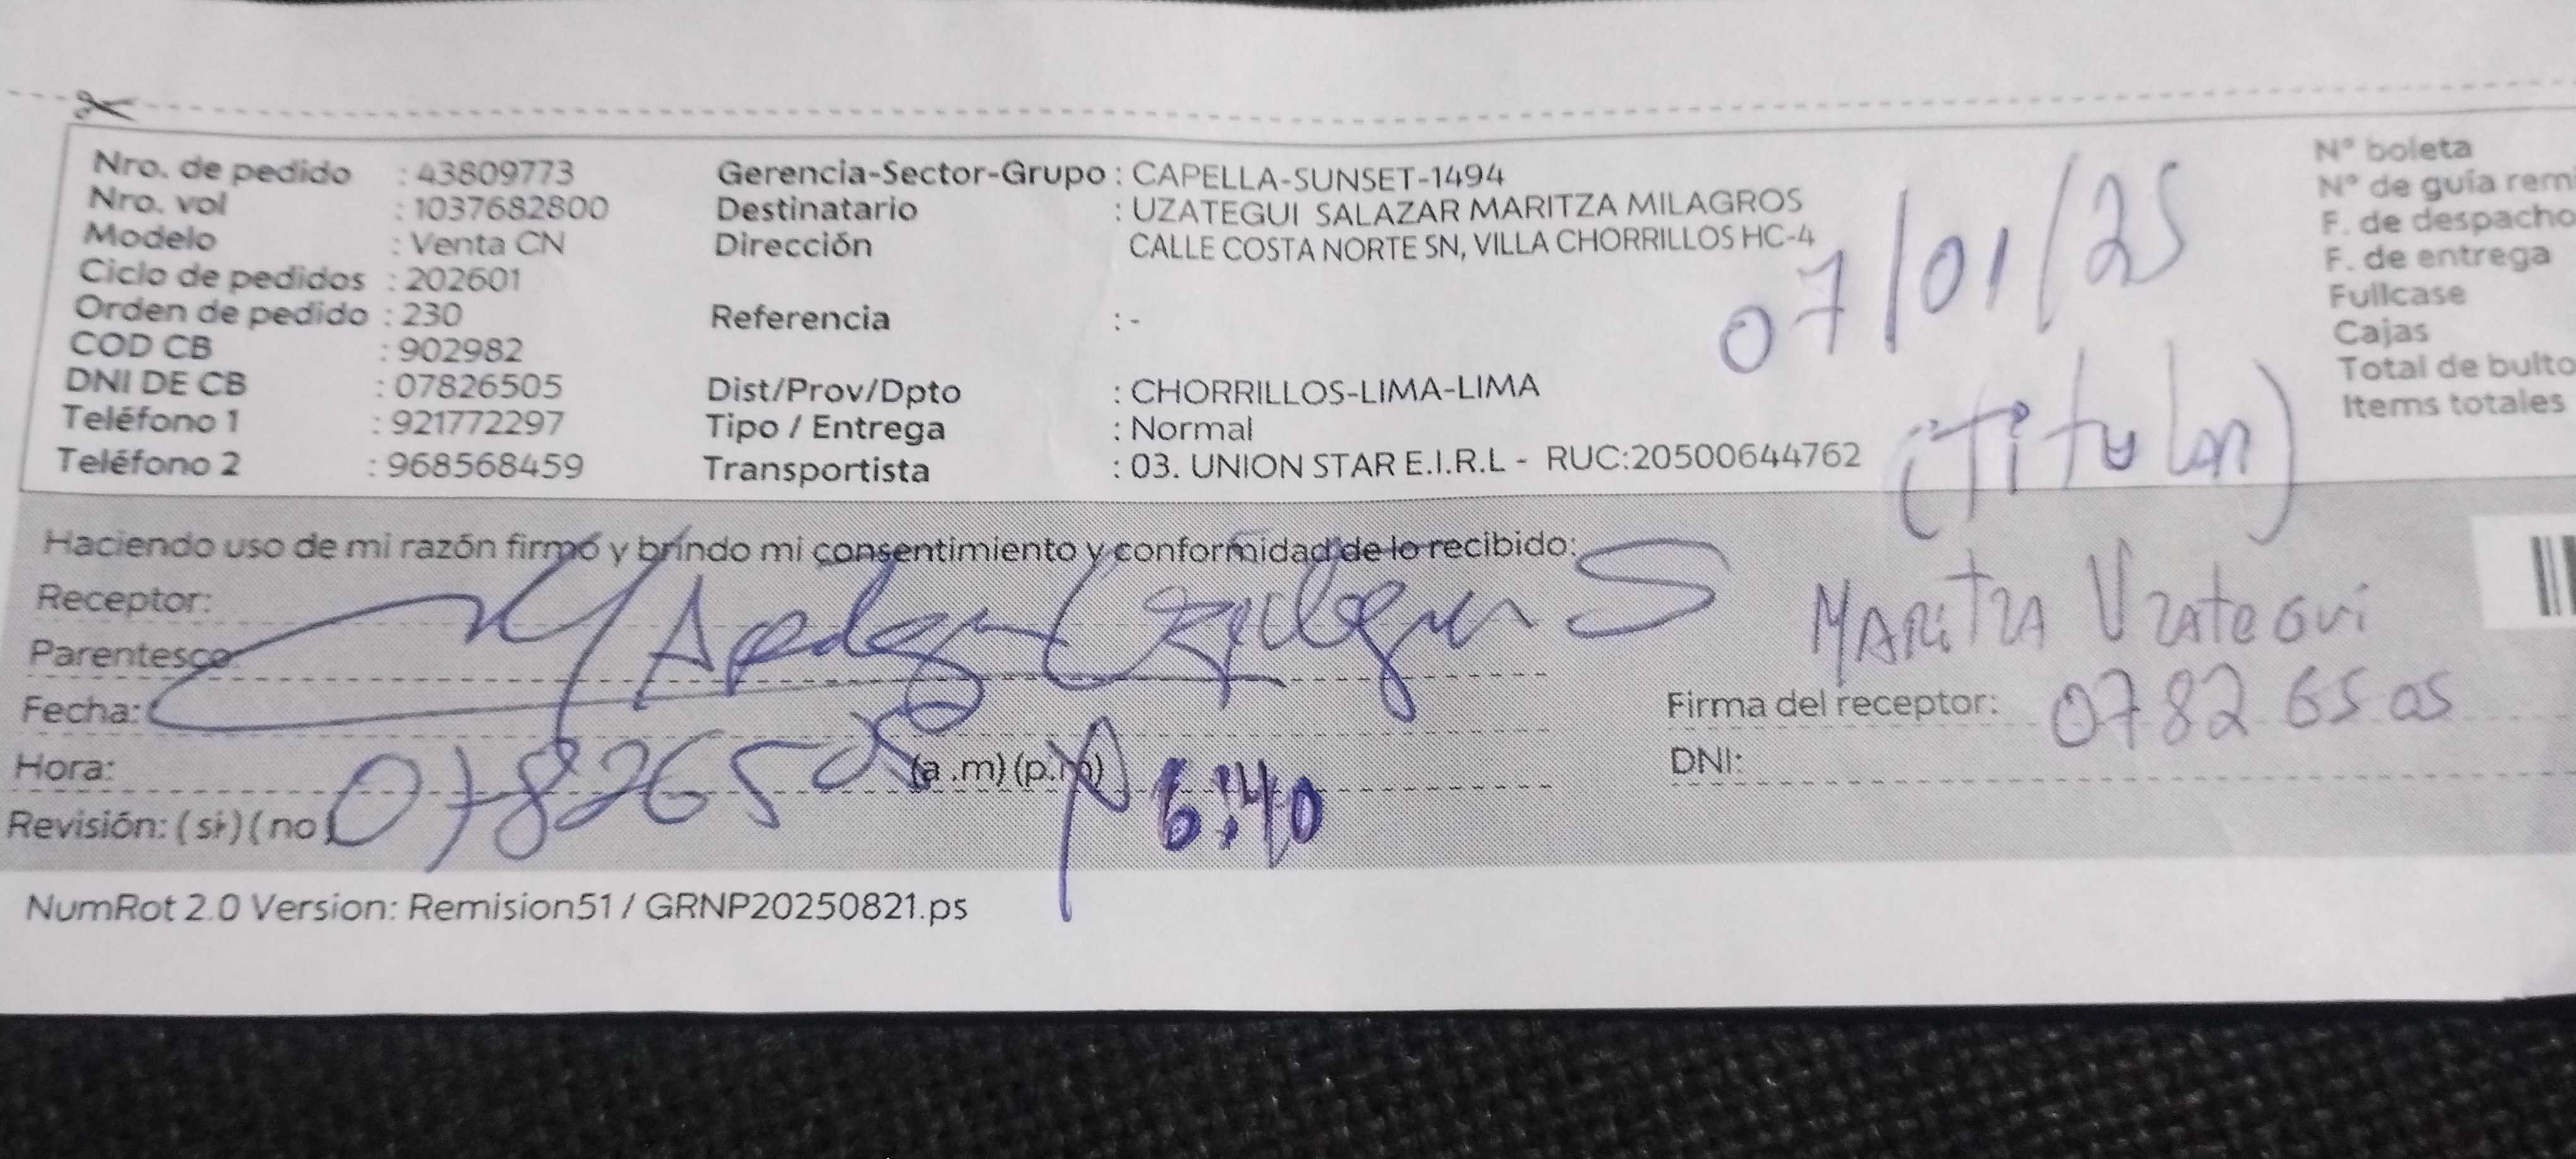 Nro. de pedido : 43809773
Nro. vol : 1037682800
Modelo : Venta CN
Ciclo de pedidos : 202601
Orden de pedido : 230
COD CB : 902982
DNI DE CB : 07826505
Teléfono 1 : 921772297
Teléfono 2 : 968568459
Gerencia-Sector-Grupo : CAPELLA-SUNSET-1494
Destinatario : UZATEGUI SALAZAR MARITZA MILAGROS
Dirección CALLE COSTA NORTE SN, VILLA CHORRILLOS HC-4
Referencia : -
Dist/Prov/Dpto : CHORRILLOS-LIMA-LIMA
Tipo / Entrega : Normal
Transportista : 03. UNION STAR E.I.R.L - RUC:20500644762
07/01/25
(Titular)
N° boleta
N° de guía remi
F. de despacho
F. de entrega
Fullcase
Cajas
Total de bulto
Items totales
Haciendo uso de mi razón firmo y brindo mi consentimiento y conformidad de lo recibido:
Receptor:
Parentesco:
Fecha:
Hora: 07826505 (a .m) (p.m) 6:40
Revisión: (si) (no)
MARiTZA UZATEGUi
Firma del receptor: 07826505
DNI:
NumRot 2.0 Version: Remision51 / GRNP20250821.ps